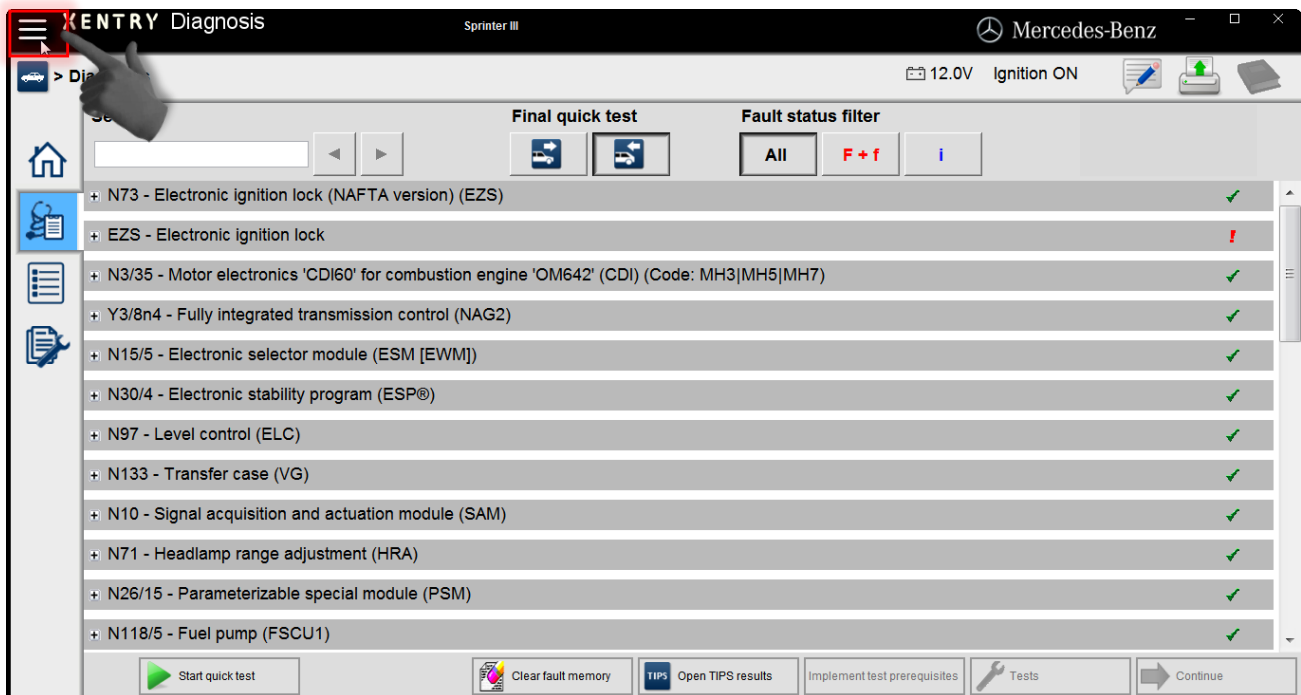 XENTRY Diagnosis
Sprinter III
Mercedes-Benz
12.0V Ignition ON
Final quick test
Fault status filter
All
F + f
i
+ N73 - Electronic ignition lock (NAFTA version) (EZS)
+ EZS - Electronic ignition lock
!
+ N3/35 - Motor electronics 'CDI60' for combustion engine 'OM642' (CDI) (Code: MH3|MH5|MH7)
+ Y3/8n4 - Fully integrated transmission control (NAG2)
+ N15/5 - Electronic selector module (ESM [EWM])
+ N30/4 - Electronic stability program (ESP®)
+ N97 - Level control (ELC)
+ N133 - Transfer case (VG)
+ N10 - Signal acquisition and actuation module (SAM)
+ N71 - Headlamp range adjustment (HRA)
+ N26/15 - Parameterizable special module (PSM)
+ N118/5 - Fuel pump (FSCU1)
Start quick test
Clear fault memory
TIPS
Open TIPS results
Implement test prerequisites
Tests
Continue